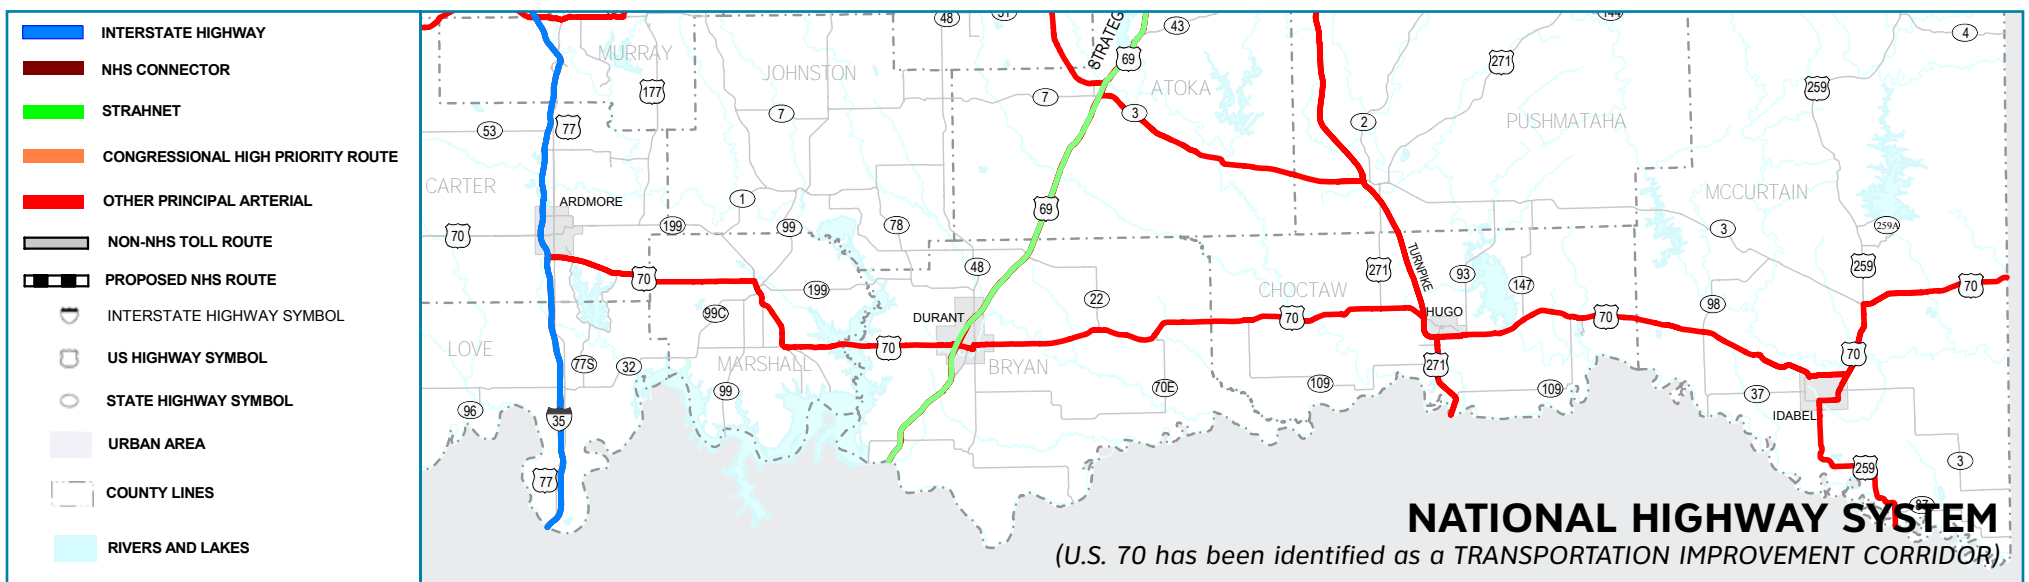 INTERSTATE HIGHWAY
NHS CONNECTOR
STRAHNET
CONGRESSIONAL HIGH PRIORITY ROUTE
OTHER PRINCIPAL ARTERIAL
NON-NHS TOLL ROUTE
PROPOSED NHS ROUTE
INTERSTATE HIGHWAY SYMBOL
US HIGHWAY SYMBOL
STATE HIGHWAY SYMBOL
URBAN AREA
COUNTY LINES
RIVERS AND LAKES
48
43
4
MURRAY
STRATEG
69
271
JOHNSTON
177
7
ATOKA
259
7
3
2
PUSHMATAHA
53
77
CARTER
MCCURTAIN
ARDMORE
1
69
70
199
99
78
3
259A
TURNPIKE
48
271
93
259
70
199
22
CHOCTAW
147
70
99C
98
DURANT
70
HUGO
70
LOVE
70
BRYAN
70
77S
32
MARSHALL
271
99
70E
109
109
37
96
35
IDABEL
77
259
3
87
NATIONAL HIGHWAY SYSTEM
(U.S. 70 has been identified as a TRANSPORTATION IMPROVEMENT CORRIDOR)